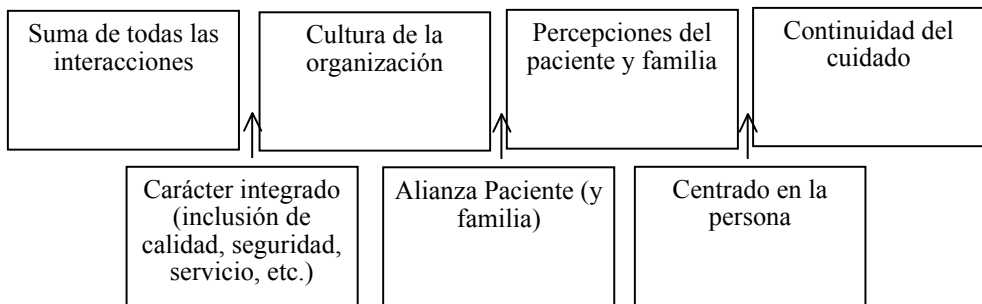 Suma de todas las
interacciones
Cultura de la
organización
Percepciones del
paciente y familia
Continuidad del
cuidado
Carácter integrado
(inclusión de
calidad, seguridad,
servicio, etc.)
Alianza Paciente (y
familia)
Centrado en la
persona